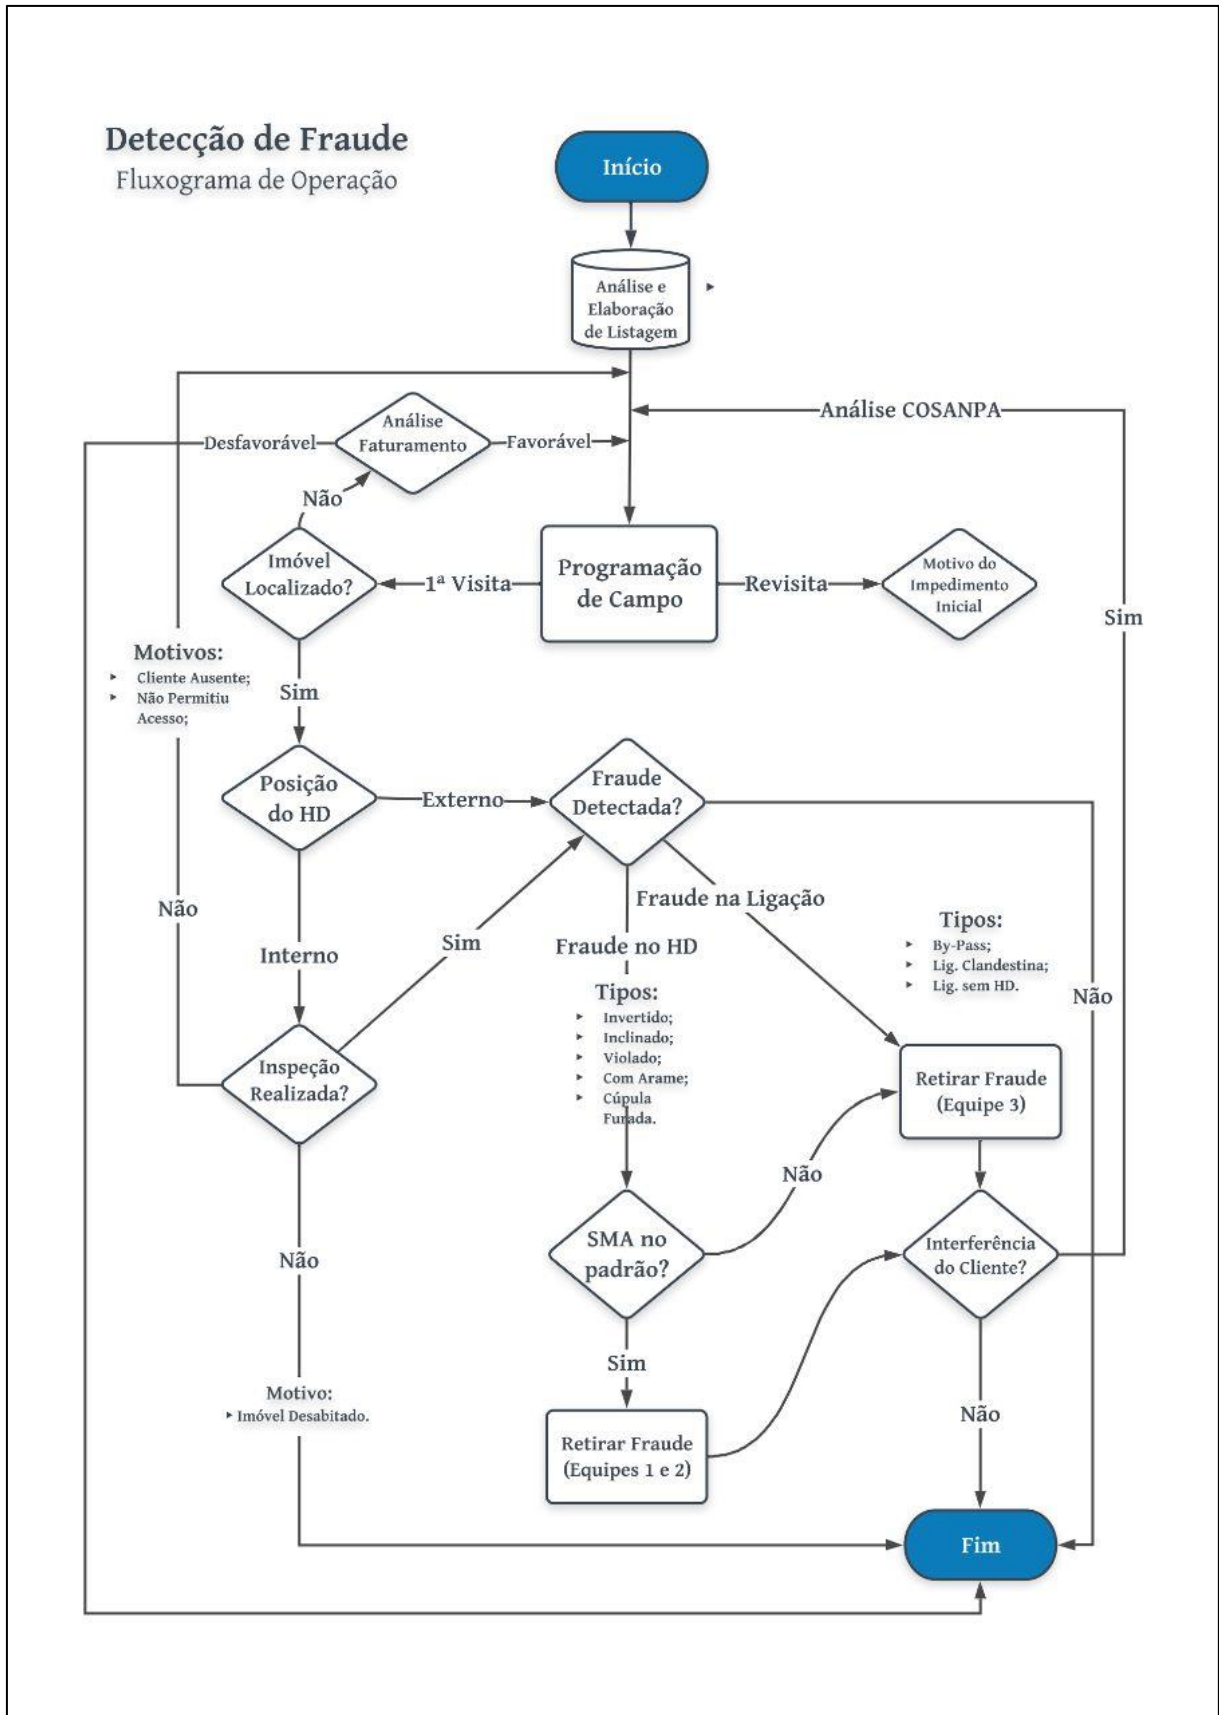 Detecção de Fraude
Fluxograma de Operação
Início
Análise e
Elaboração
de Listagem
Análise COSANPA
Análise
Faturamento
Desfavorável
Favorável
Não
Imóvel
Localizado?
1ª Visita
Programação
de Campo
Revisita
Motivo do
Impedimento
Inicial
Sim
Motivos:
Cliente Ausente;
Não Permitiu
Acesso;
Sim
Posição
do HD
Externo
Fraude
Detectada?
Não
Interno
Sim
Fraude na Ligação
Fraude no HD
Tipos:
Invertido;
Inclinado;
Violado;
Com Arame;
Cúpula
Furada.
Tipos:
By-Pass;
Lig. Clandestina;
Lig. sem HD.
Não
Inspeção
Realizada?
Retirar Fraude
(Equipe 3)
Não
SMA no
padrão?
Interferência
do Cliente?
Não
Sim
Motivo:
Imóvel Desabitado.
Retirar Fraude
(Equipes 1 e 2)
Não
Fim